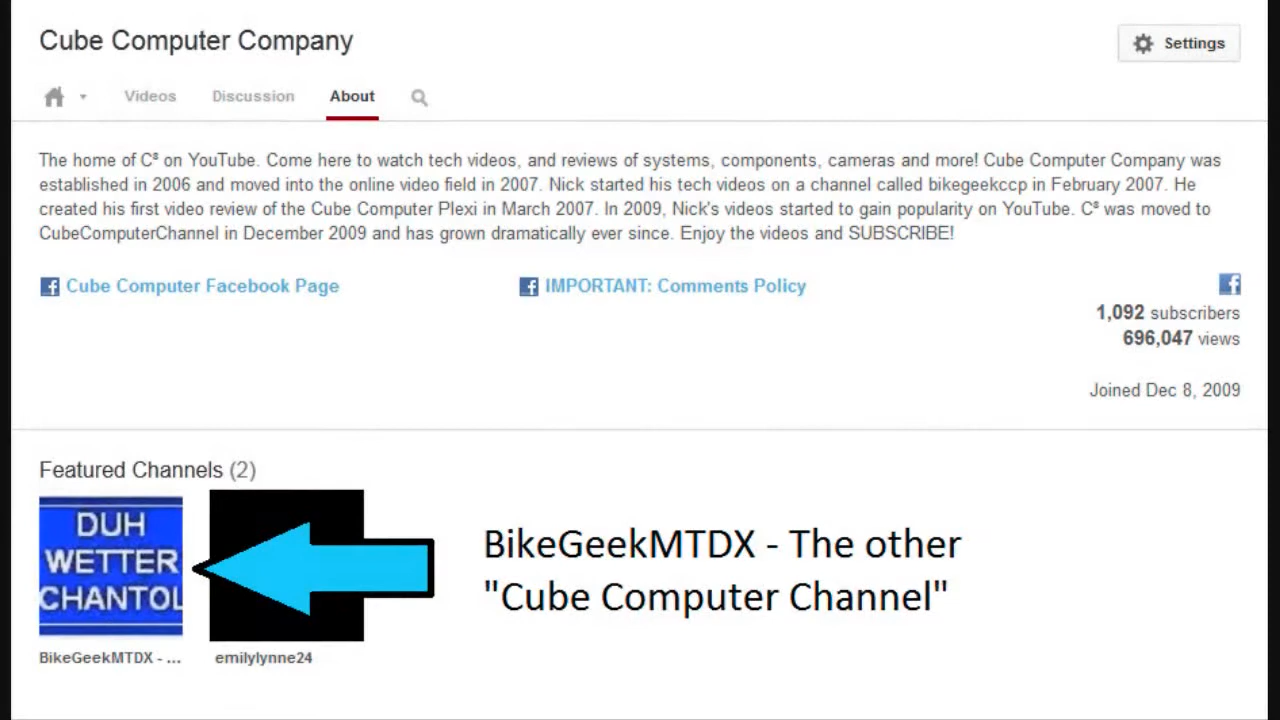 Cube Computer Company
Settings
Videos
Discussion
About
The home of C³ on YouTube. Come here to watch tech videos, and reviews of systems, components, cameras and more! Cube Computer Company was
established in 2006 and moved into the online video field in 2007. Nick started his tech videos on a channel called bikegeekccp in February 2007. He
created his first video review of the Cube Computer Plexi in March 2007. In 2009, Nick's videos started to gain popularity on YouTube. C³ was moved to
CubeComputerChannel in December 2009 and has grown dramatically ever since. Enjoy the videos and SUBSCRIBE!
Cube Computer Facebook Page
IMPORTANT: Comments Policy
1,092 subscribers
696,047 views
Joined Dec 8, 2009
Featured Channels (2)
DUH
WETTER
CHANTOL
BikeGeekMTDX - ...
emilylynne24
BikeGeekMTDX - The other
"Cube Computer Channel"